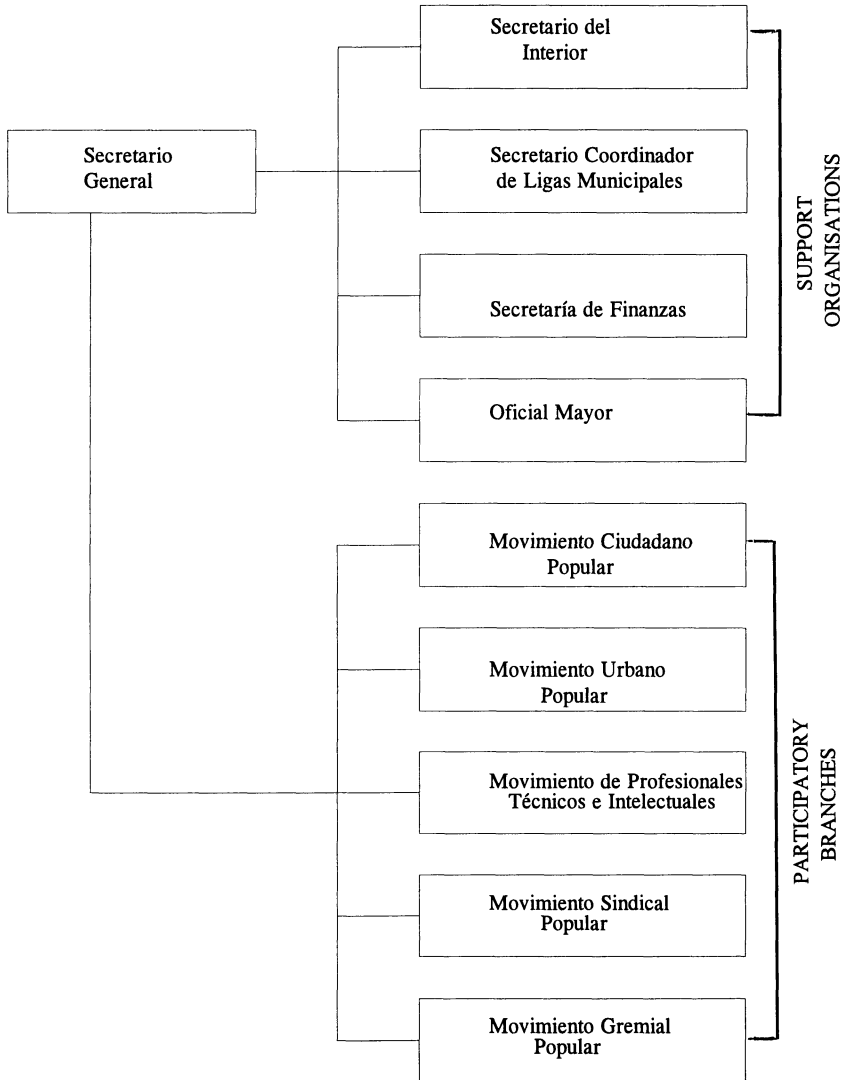 Secretario
General
Secretario del
Interior
Secretario Coordinador
de Ligas Municipales
Secretaría de Finanzas
Oficial Mayor
SUPPORT
ORGANISATIONS
Movimiento Ciudadano
Popular
Movimiento Urbano
Popular
Movimiento de Profesionales
Técnicos e Intelectuales
Movimiento Sindical
Popular
Movimiento Gremial
Popular
PARTICIPATORY
BRANCHES